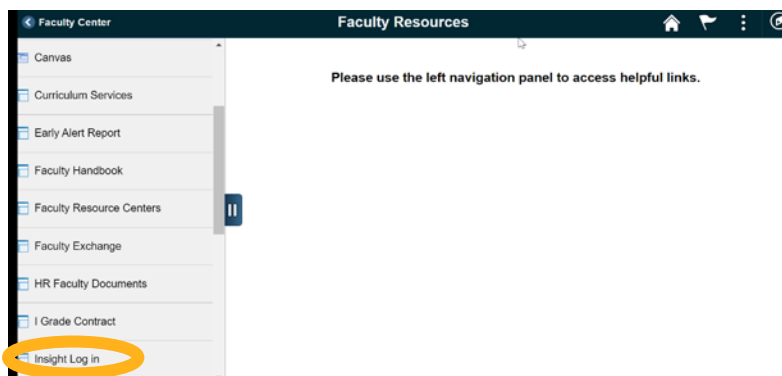 Faculty Center
Faculty Resources
Canvas
Curriculum Services
Early Alert Report
Faculty Handbook
Faculty Resource Centers
Faculty Exchange
HR Faculty Documents
I Grade Contract
Insight Log in
Please use the left navigation panel to access helpful links.